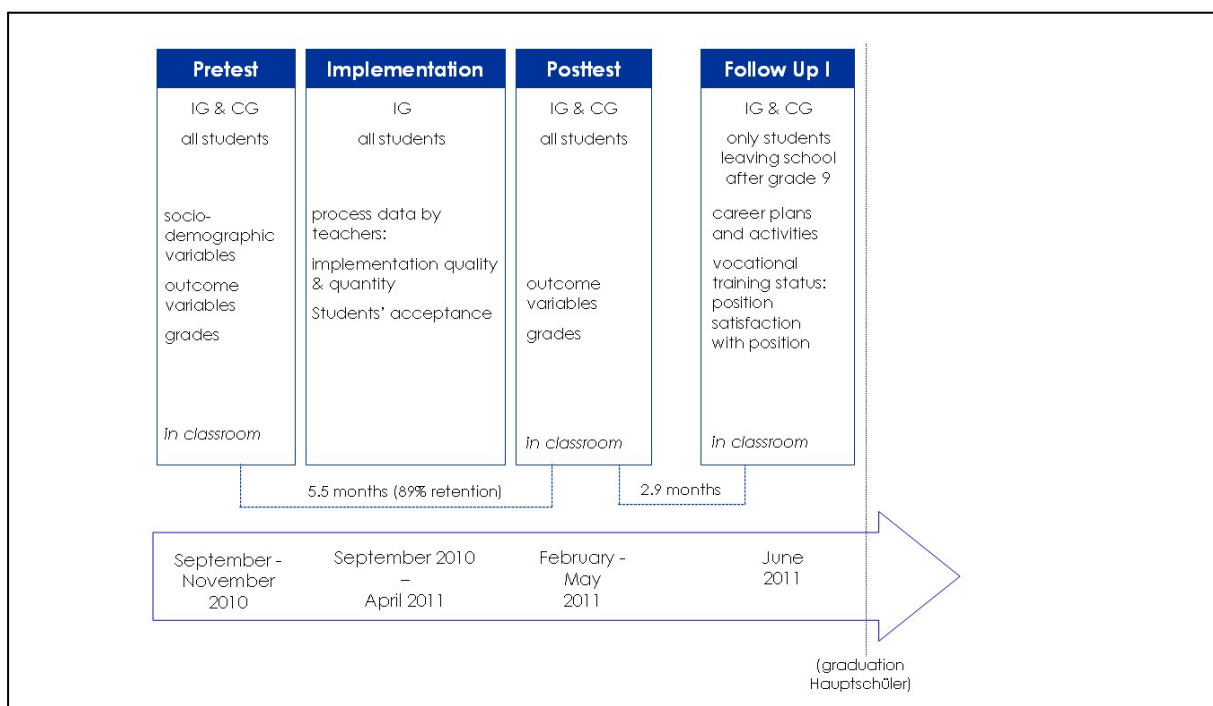 Pretest
IG & CG
all students
socio-
demographic
variables
outcome
variables
grades
in classroom
Implementation
IG
all students
process data by
teachers:
implementation quality
& quantity
Students’ acceptance
Posttest
IG & CG
all students
outcome
variables
grades
in classroom
Follow Up I
IG & CG
only students
leaving school
after grade 9
career plans
and activities
vocational
training status:
position
satisfaction
with position
in classroom
5.5 months (89% retention)
2.9 months
September -
November
2010
September 2010
–
April 2011
February -
May
2011
June
2011
(graduation
Hauptschüler)